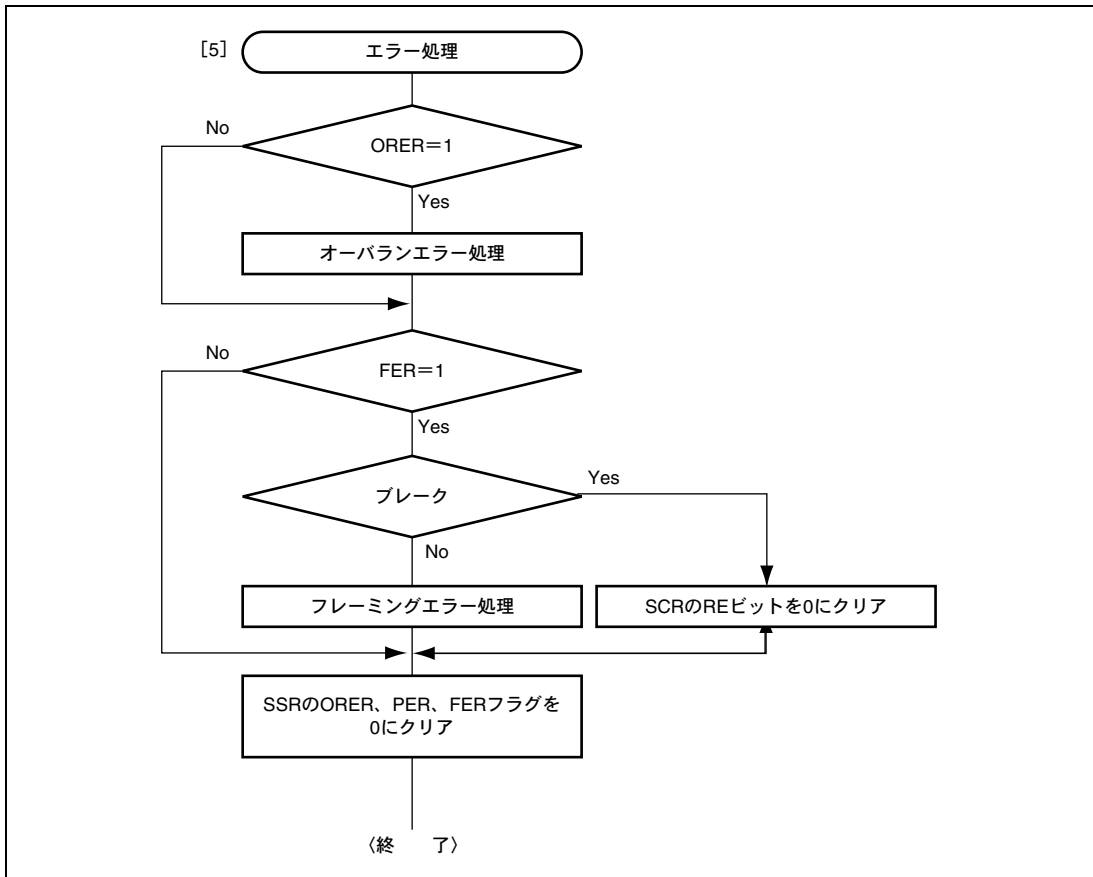 [5]
エラー処理
No
ORER＝1
Yes
オーバランエラー処理
No
FER＝1
Yes
ブレーク
Yes
No
フレーミングエラー処理
SCRのREビットを0にクリア
SSRのORER、PER、FERフラグを
0にクリア
〈終　了〉